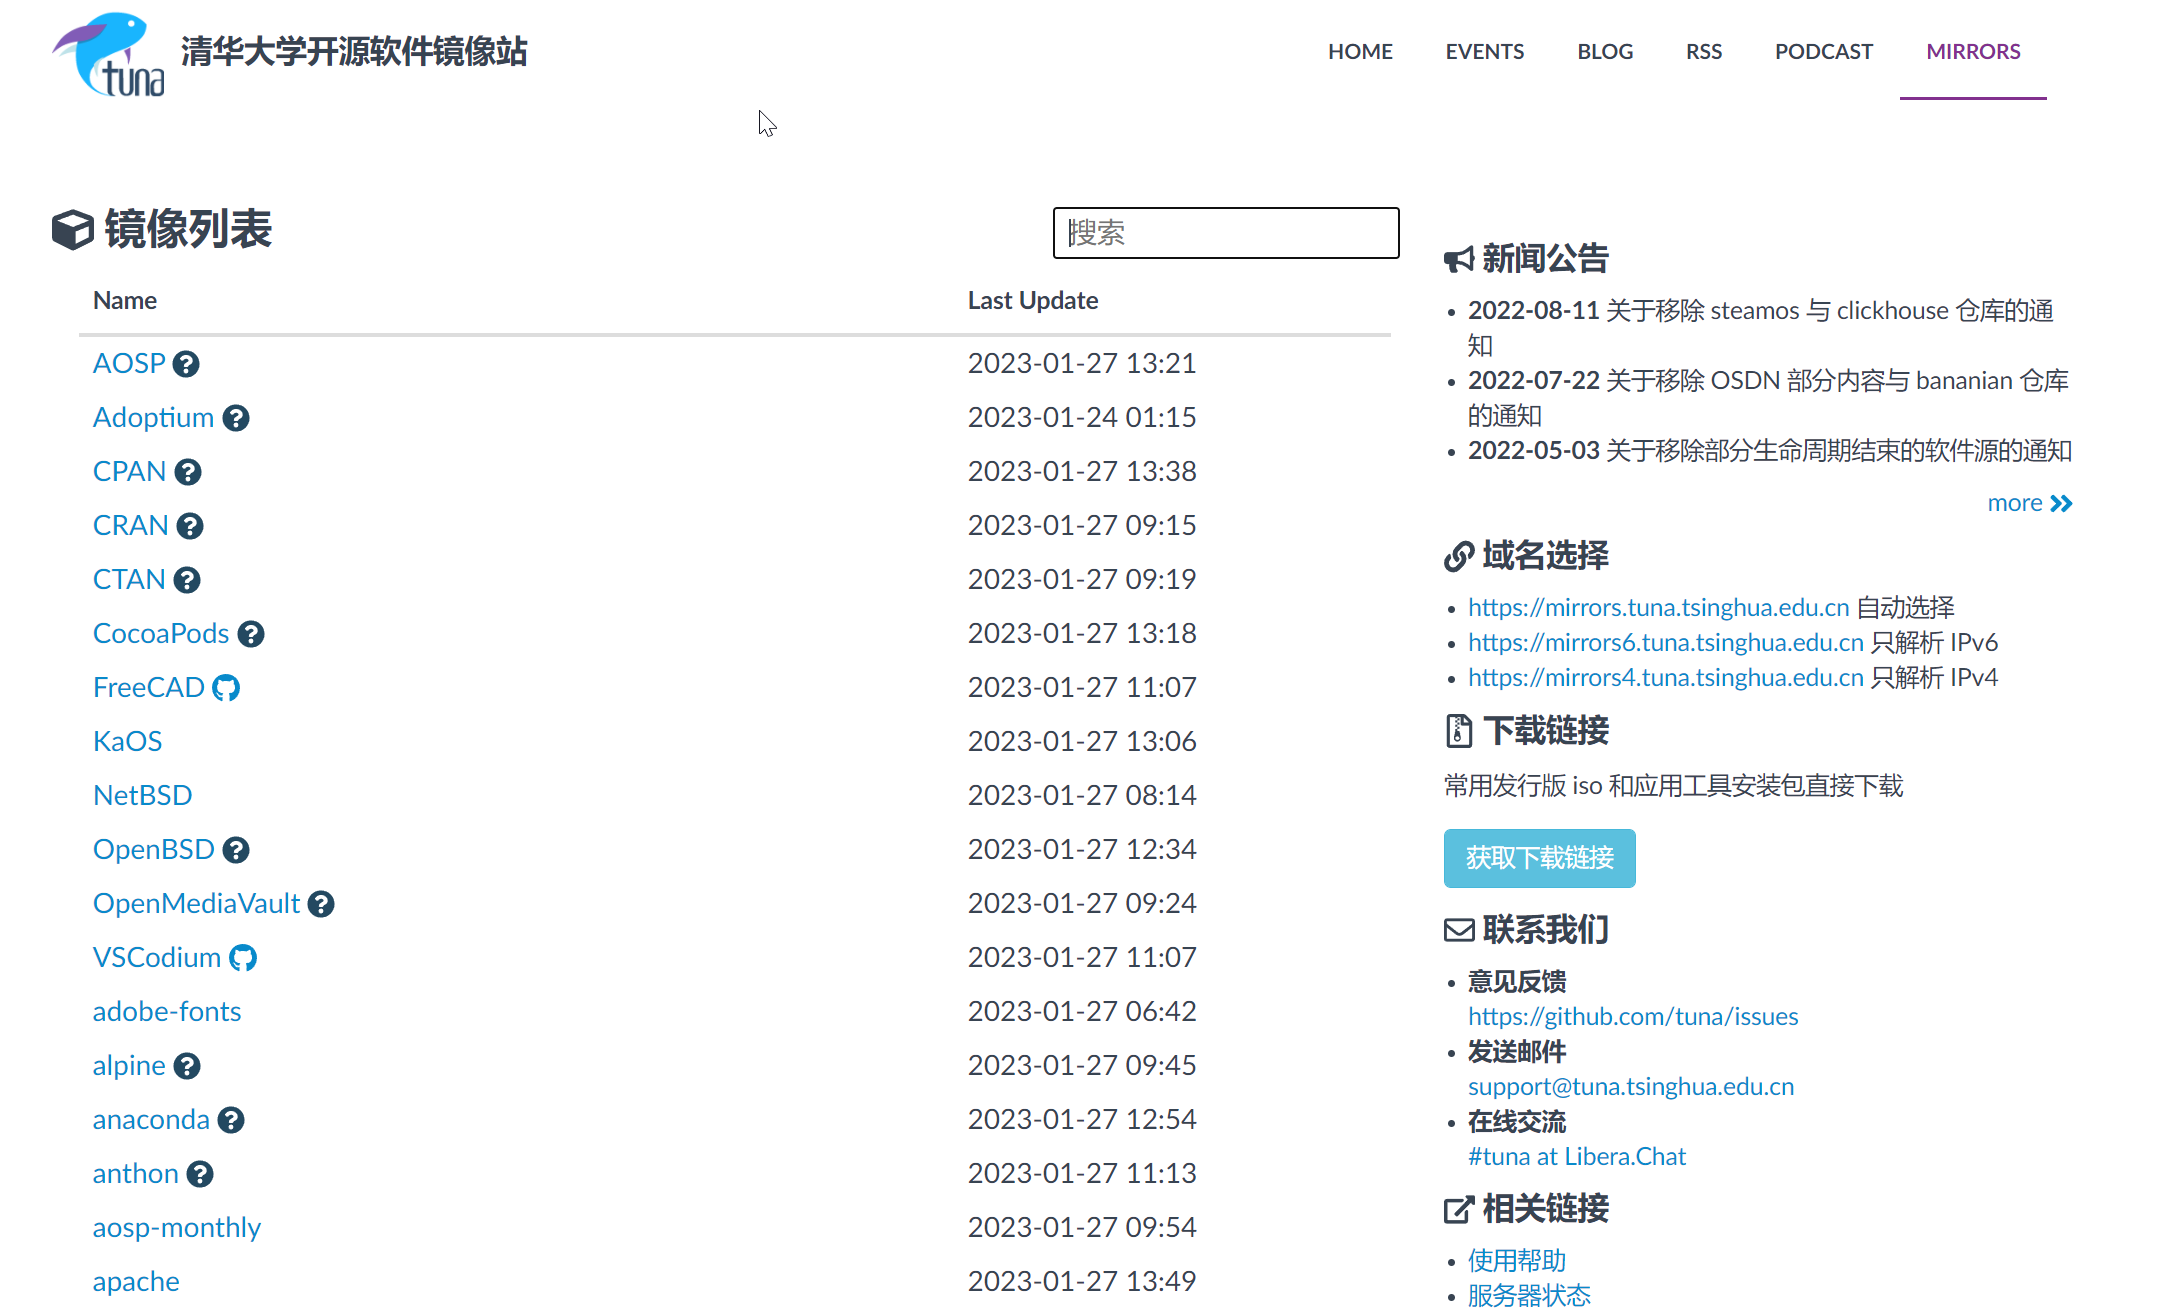 tuna
清华大学开源软件镜像站
HOME EVENTS BLOG RSS PODCAST MIRRORS
镜像列表
搜索
Name Last Update
AOSP 2023-01-27 13:21
Adoptium 2023-01-24 01:15
CPAN 2023-01-27 13:38
CRAN 2023-01-27 09:15
CTAN 2023-01-27 09:19
CocoaPods 2023-01-27 13:18
FreeCAD 2023-01-27 11:07
KaOS 2023-01-27 13:06
NetBSD 2023-01-27 08:14
OpenBSD 2023-01-27 12:34
OpenMediaVault 2023-01-27 09:24
VSCodium 2023-01-27 11:07
adobe-fonts 2023-01-27 06:42
alpine 2023-01-27 09:45
anaconda 2023-01-27 12:54
anthon 2023-01-27 11:13
aosp-monthly 2023-01-27 09:54
apache 2023-01-27 13:49
新闻公告
2022-08-11 关于移除 steamos 与 clickhouse 仓库的通
知
2022-07-22 关于移除 OSDN 部分内容与 bananian 仓库
的通知
2022-05-03 关于移除部分生命周期结束的软件源的通知
more
域名选择
https://mirrors.tuna.tsinghua.edu.cn 自动选择
https://mirrors6.tuna.tsinghua.edu.cn 只解析 IPv6
https://mirrors4.tuna.tsinghua.edu.cn 只解析 IPv4
下载链接
常用发行版 iso 和应用工具安装包直接下载
获取下载链接
联系我们
意见反馈
https://github.com/tuna/issues
发送邮件
support@tuna.tsinghua.edu.cn
在线交流
#tuna at Libera.Chat
相关链接
使用帮助
服务器状态